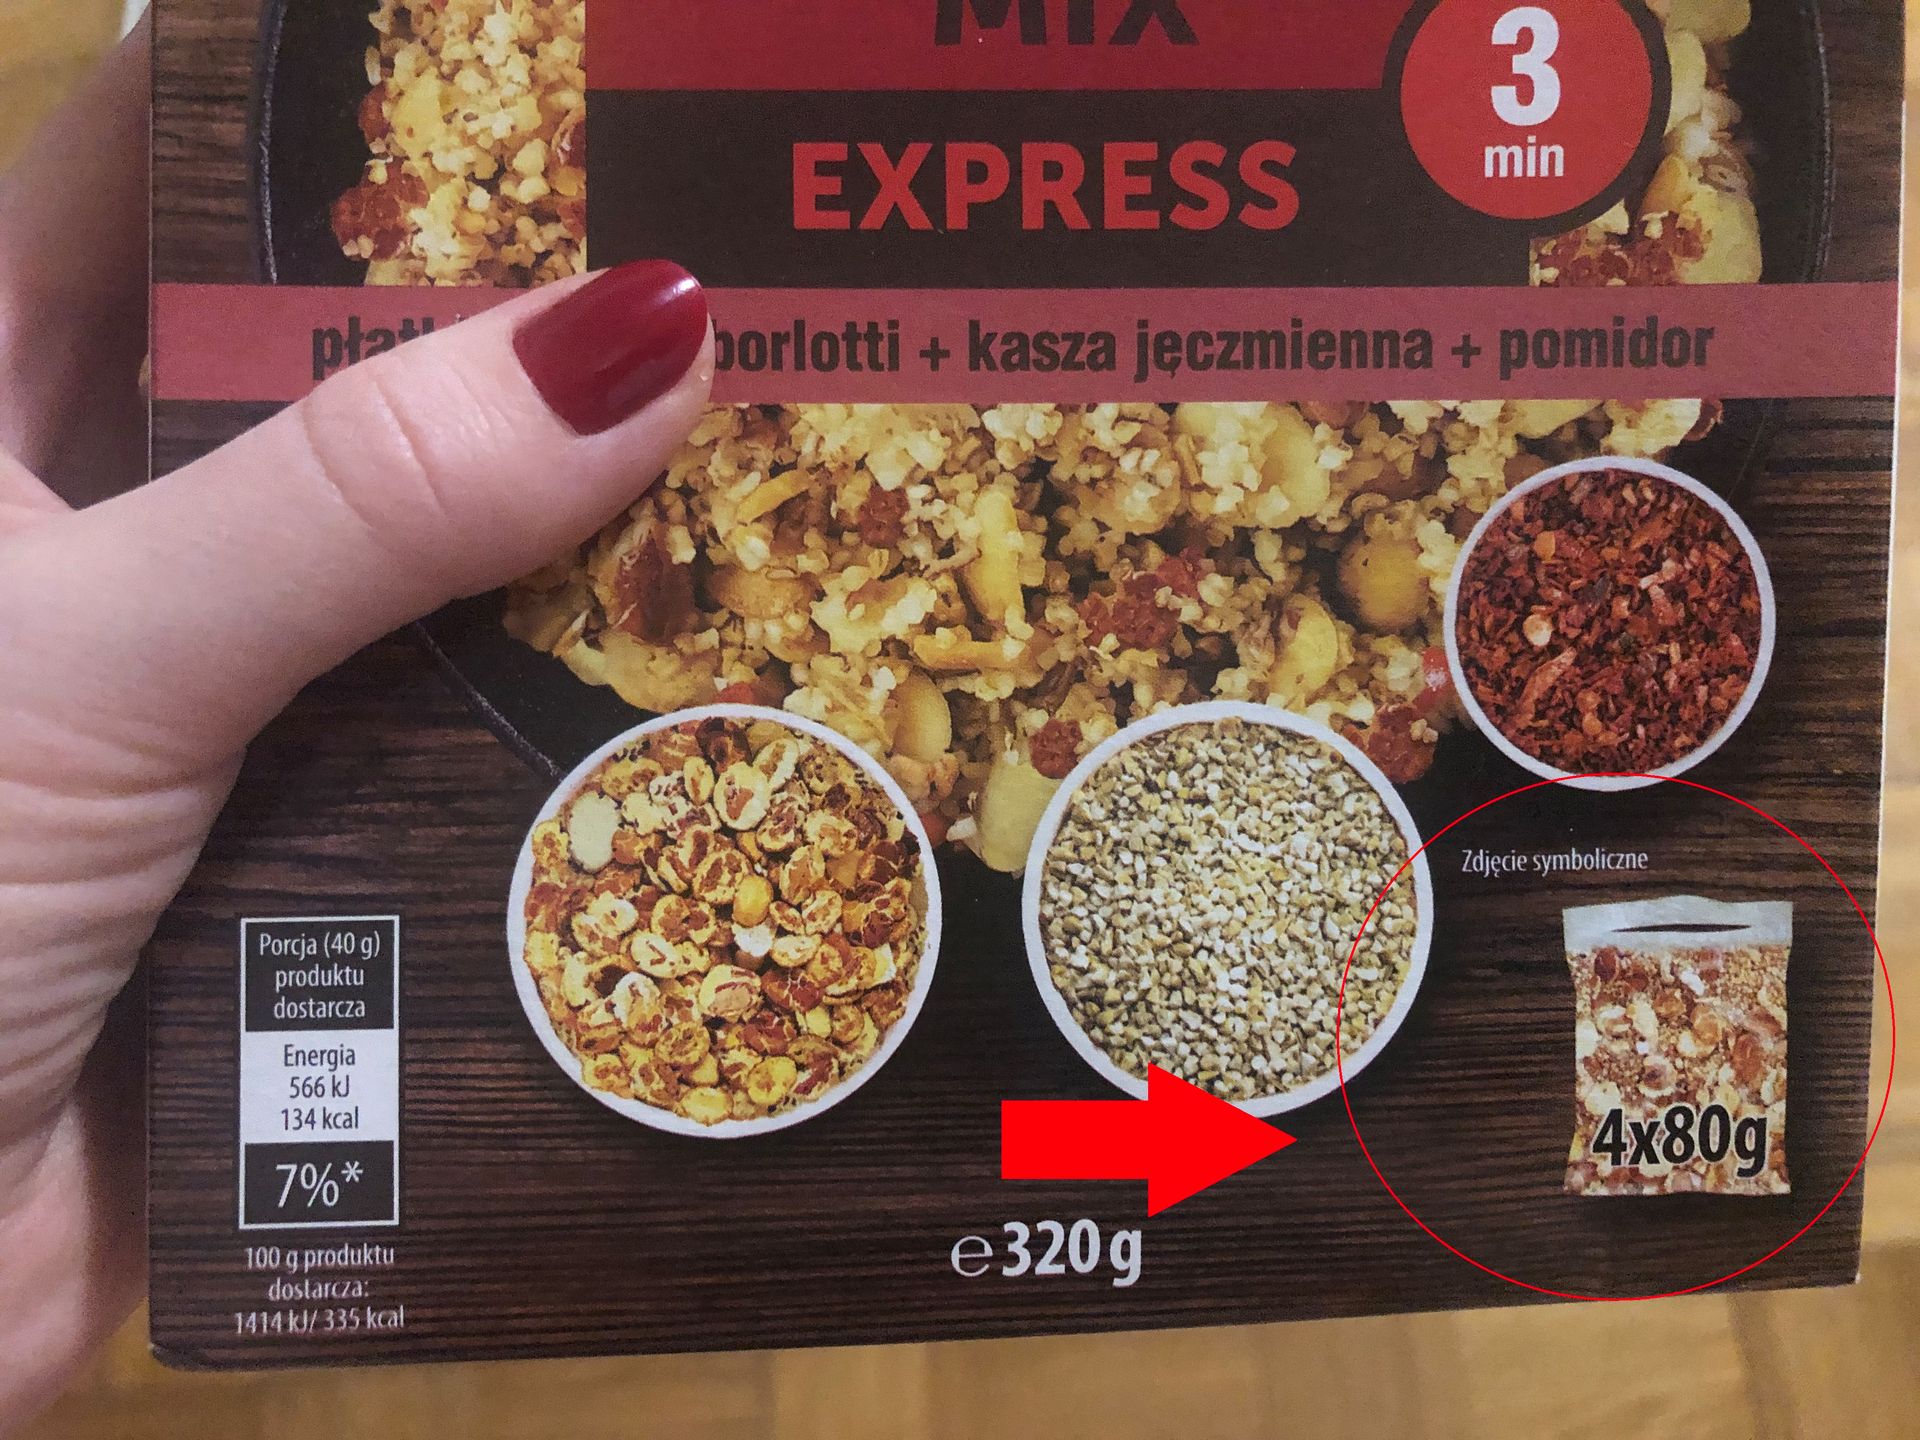 MIX
EXPRESS
3
min
borlotti + kasza jęczmienna + pomidor
Zdjęcie symboliczne
4x80g
Porcja (40 g)
produktu
dostarcza
Energia
566 kJ
134 kcal
7%*
100 g produktu
dostarcza:
1414 kJ/ 335 kcal
℮ 320 g